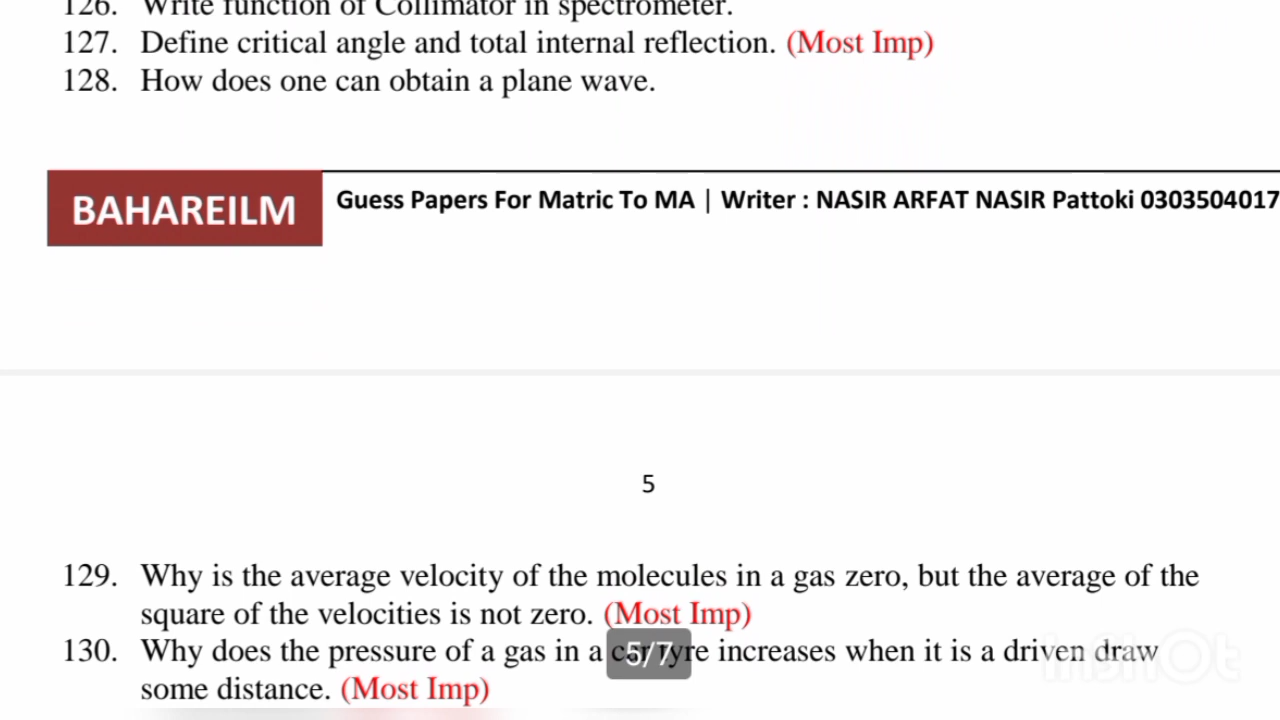 126. Write function of Collimator in spectrometer.
127. Define critical angle and total internal reflection. (Most Imp)
128. How does one can obtain a plane wave.
BAHAREILM
Guess Papers For Matric To MA | Writer : NASIR ARFAT NASIR Pattoki 0303504017
5
129. Why is the average velocity of the molecules in a gas zero, but the average of the
square of the velocities is not zero. (Most Imp)
130. Why does the pressure of a gas in a car tyre increases when it is a driven draw
5/7
InShOt
some distance. (Most Imp)